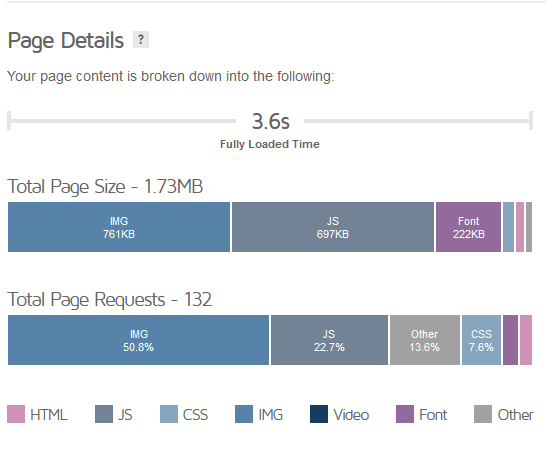 Page Details ?
Your page content is broken down into the following:
3.6s
Fully Loaded Time
Total Page Size - 1.73MB
IMG JS Font
761KB 697KB 222KB
Total Page Requests - 132
IMG JS Other CSS
50.8% 22.7% 13.6% 7.6%
HTML JS CSS IMG Video Font Other